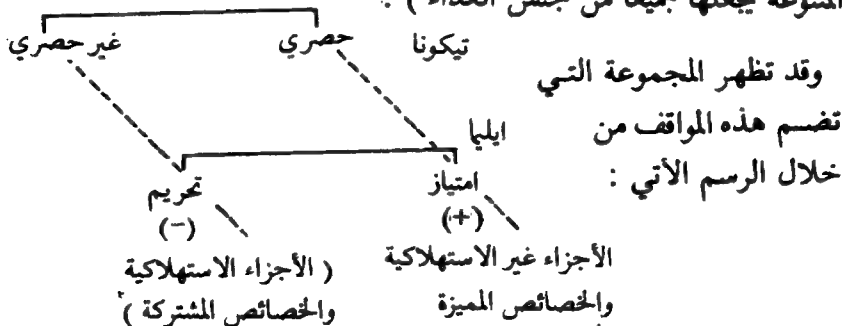 المتنوعة يجعلها جميعا من جنس الغذاء ) .
تيكونا حصري غير حصري
وقد تظهر المجموعة التي
تضم هذه المواقف من
خلال الرسم الآتي :
ايليا
امتياز تحريم
(+) (−)
الأجزاء غير الاستهلاكية ( الأجزاء الاستهلاكية
والخصائص المميزة والخصائص المشتركة )